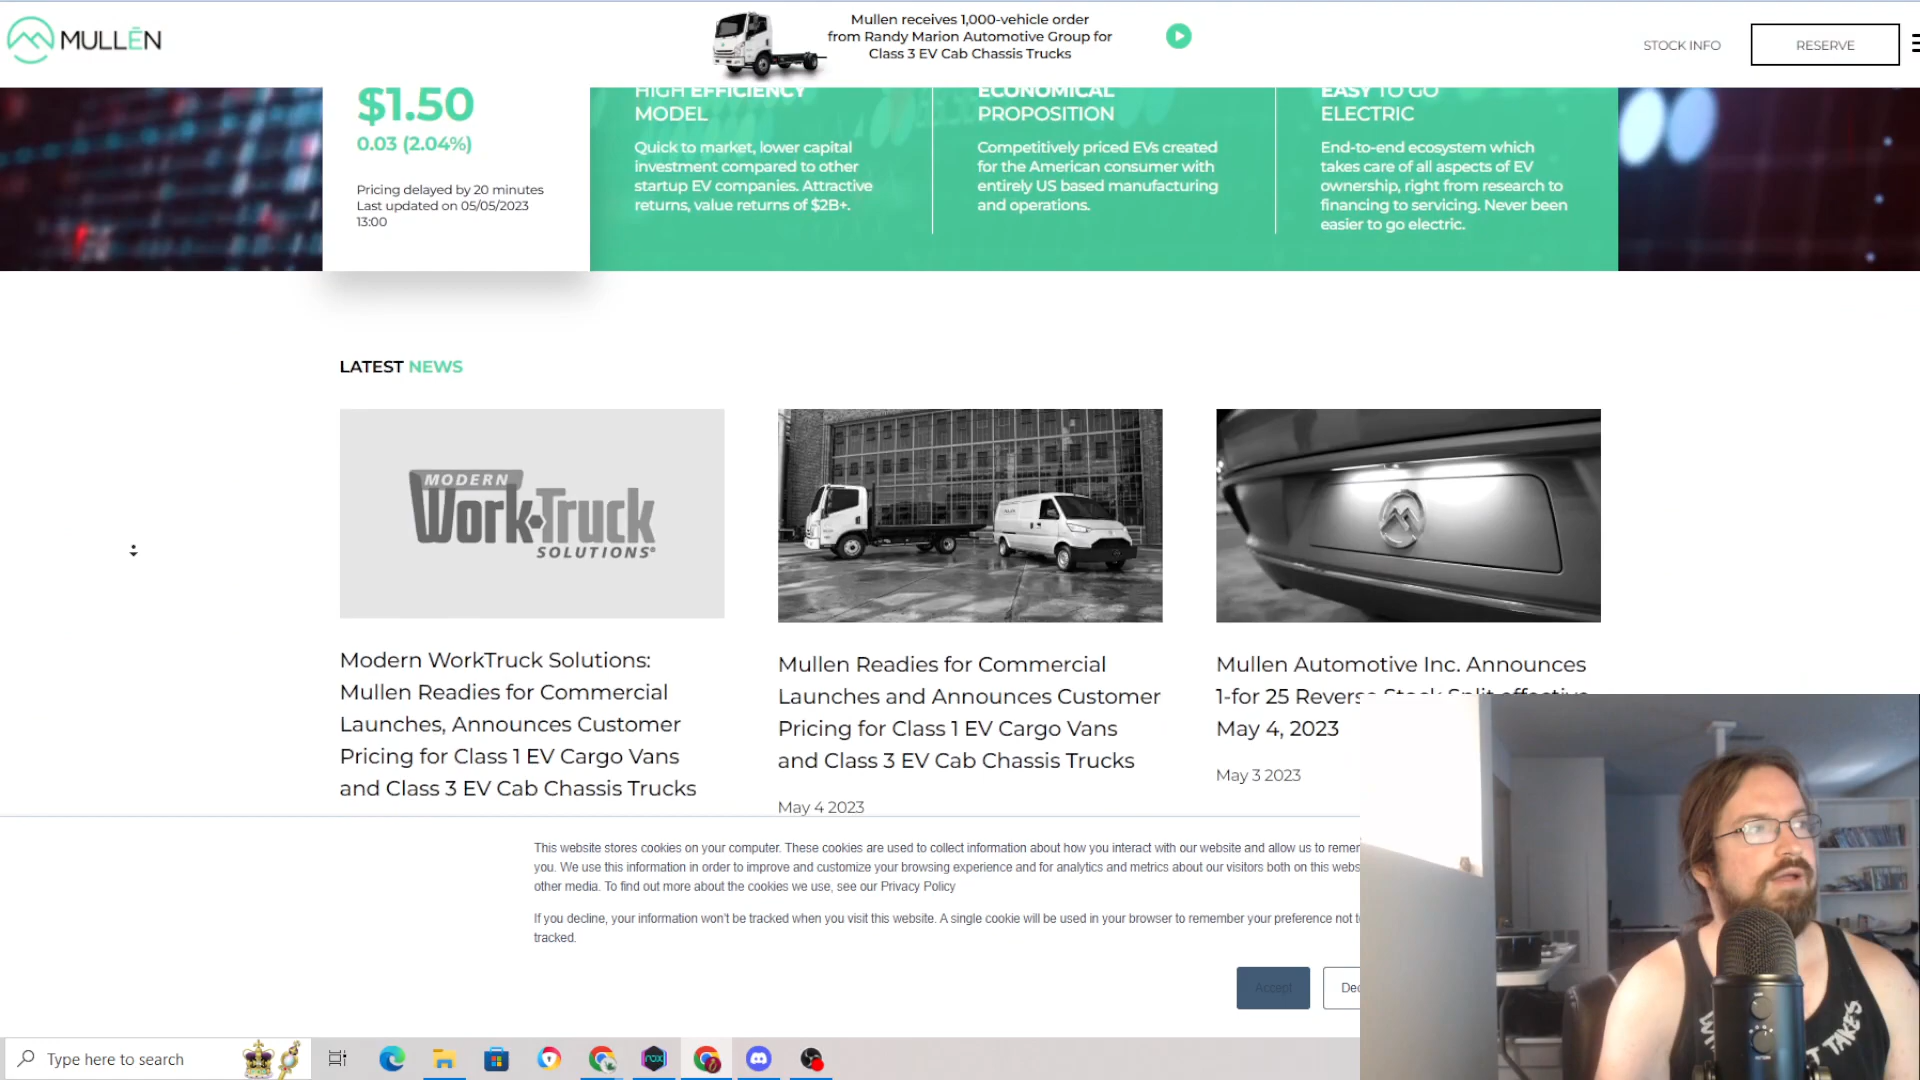 MULLĒN
Mullen receives 1,000-vehicle order
from Randy Marion Automotive Group for
Class 3 EV Cab Chassis Trucks
STOCK INFO
RESERVE
$1.50
0.03 (2.04%)
Pricing delayed by 20 minutes
Last updated on 05/05/2023
13:00
HIGH EFFICIENCY
MODEL
Quick to market, lower capital
investment compared to other
startup EV companies. Attractive
returns, value returns of $2B+.
ECONOMICAL
PROPOSITION
Competitively priced EVs created
for the American consumer with
entirely US based manufacturing
and operations.
EASY TO GO
ELECTRIC
End-to-end ecosystem which
takes care of all aspects of EV
ownership, right from research to
financing to servicing. Never been
easier to go electric.
LATEST NEWS
MODERN
Work-Truck
SOLUTIONS®
Modern WorkTruck Solutions:
Mullen Readies for Commercial
Launches, Announces Customer
Pricing for Class 1 EV Cargo Vans
and Class 3 EV Cab Chassis Trucks
Mullen Readies for Commercial
Launches and Announces Customer
Pricing for Class 1 EV Cargo Vans
and Class 3 EV Cab Chassis Trucks
May 4 2023
Mullen Automotive Inc. Announces
1-for 25 Reverse Stock Split effective
May 4, 2023
May 3 2023
This website stores cookies on your computer. These cookies are used to collect information about how you interact with our website and allow us to remem
you. We use this information in order to improve and customize your browsing experience and for analytics and metrics about our visitors both on this webs
other media. To find out more about the cookies we use, see our Privacy Policy
If you decline, your information won't be tracked when you visit this website. A single cookie will be used in your browser to remember your preference not t
tracked.
Accept
Dec
Type here to search
nox
T TAKES